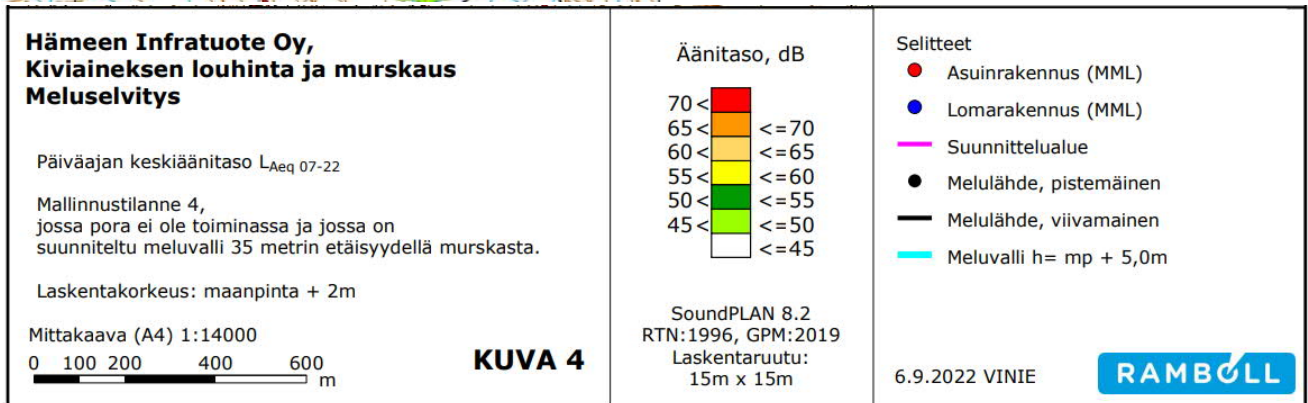 Hämeen Infratuote Oy,
Kiviaineksen louhinta ja murskaus
Meluselvitys
Päiväajan keskiäänitaso LAeq 07-22
Mallinnustilanne 4,
jossa pora ei ole toiminassa ja jossa on
suunniteltu meluvalli 35 metrin etäisyydellä murskasta.
Laskentakorkeus: maanpinta + 2m
Mittakaava (A4) 1:14000
0 100 200 400 600
m
KUVA 4
Äänitaso, dB
70 <
65 < <=70
60 < <=65
55 < <=60
50 < <=55
45 < <=50
<=45
SoundPLAN 8.2
RTN:1996, GPM:2019
Laskentaruutu:
15m x 15m
Selitteet
Asuinrakennus (MML)
Lomarakennus (MML)
Suunnittelualue
Melulähde, pistemäinen
Melulähde, viivamainen
Meluvalli h= mp + 5,0m
6.9.2022 VINIE
RAMBOLL